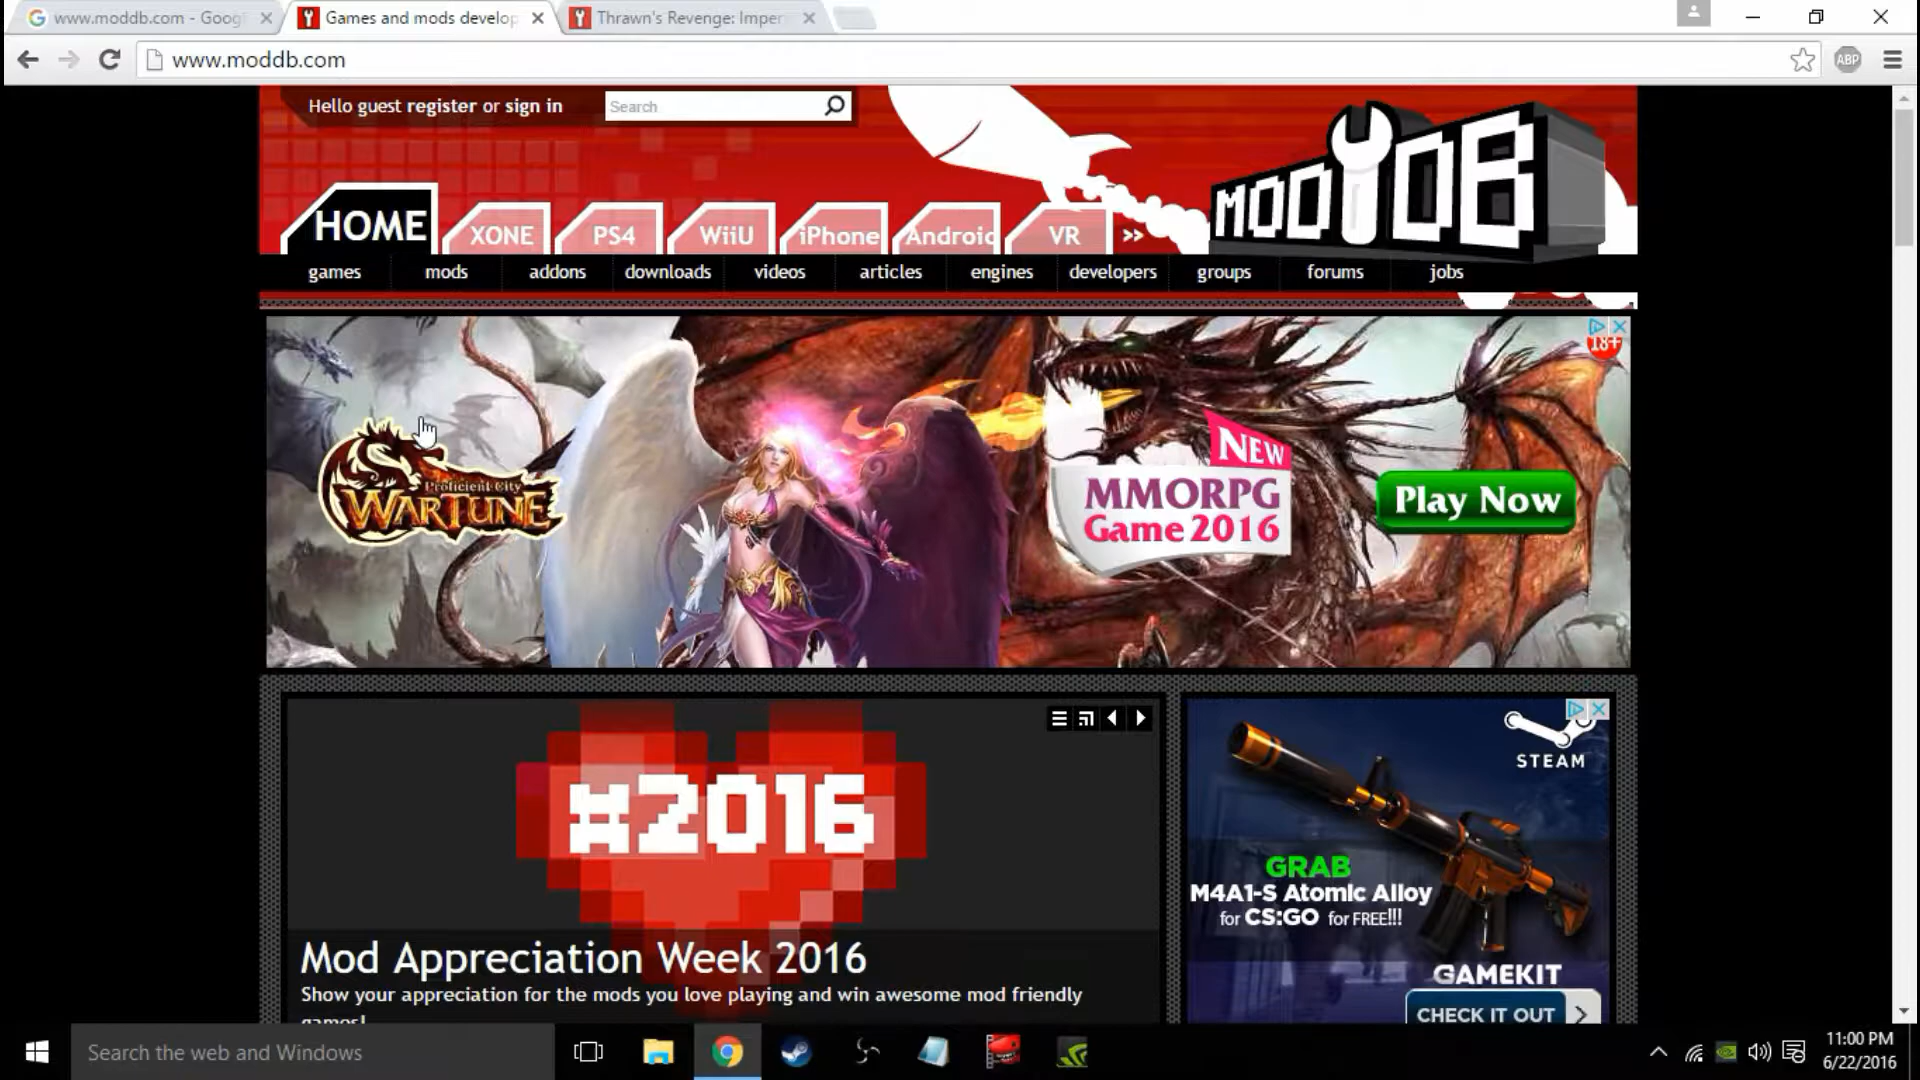 www.moddb.com - Goog
Games and mods develop
Thrawn's Revenge: Imper
www.moddb.com
ABP
Hello guest register or sign in
Search
MOD DB
HOME
XONE
PS4
WiiU
iPhone
Android
VR
>>
games
mods
addons
downloads
videos
articles
engines
developers
groups
forums
jobs
18+
Proficient City
WARTUNE
NEW
MMORPG
Game 2016
Play Now
#2016
Mod Appreciation Week 2016
Show your appreciation for the mods you love playing and win awesome mod friendly
games!
STEAM
GRAB
M4A1-S Atomic Alloy
for CS:GO for FREE!!!
GAMEKIT
CHECK IT OUT
Search the web and Windows
11:00 PM
6/22/2016